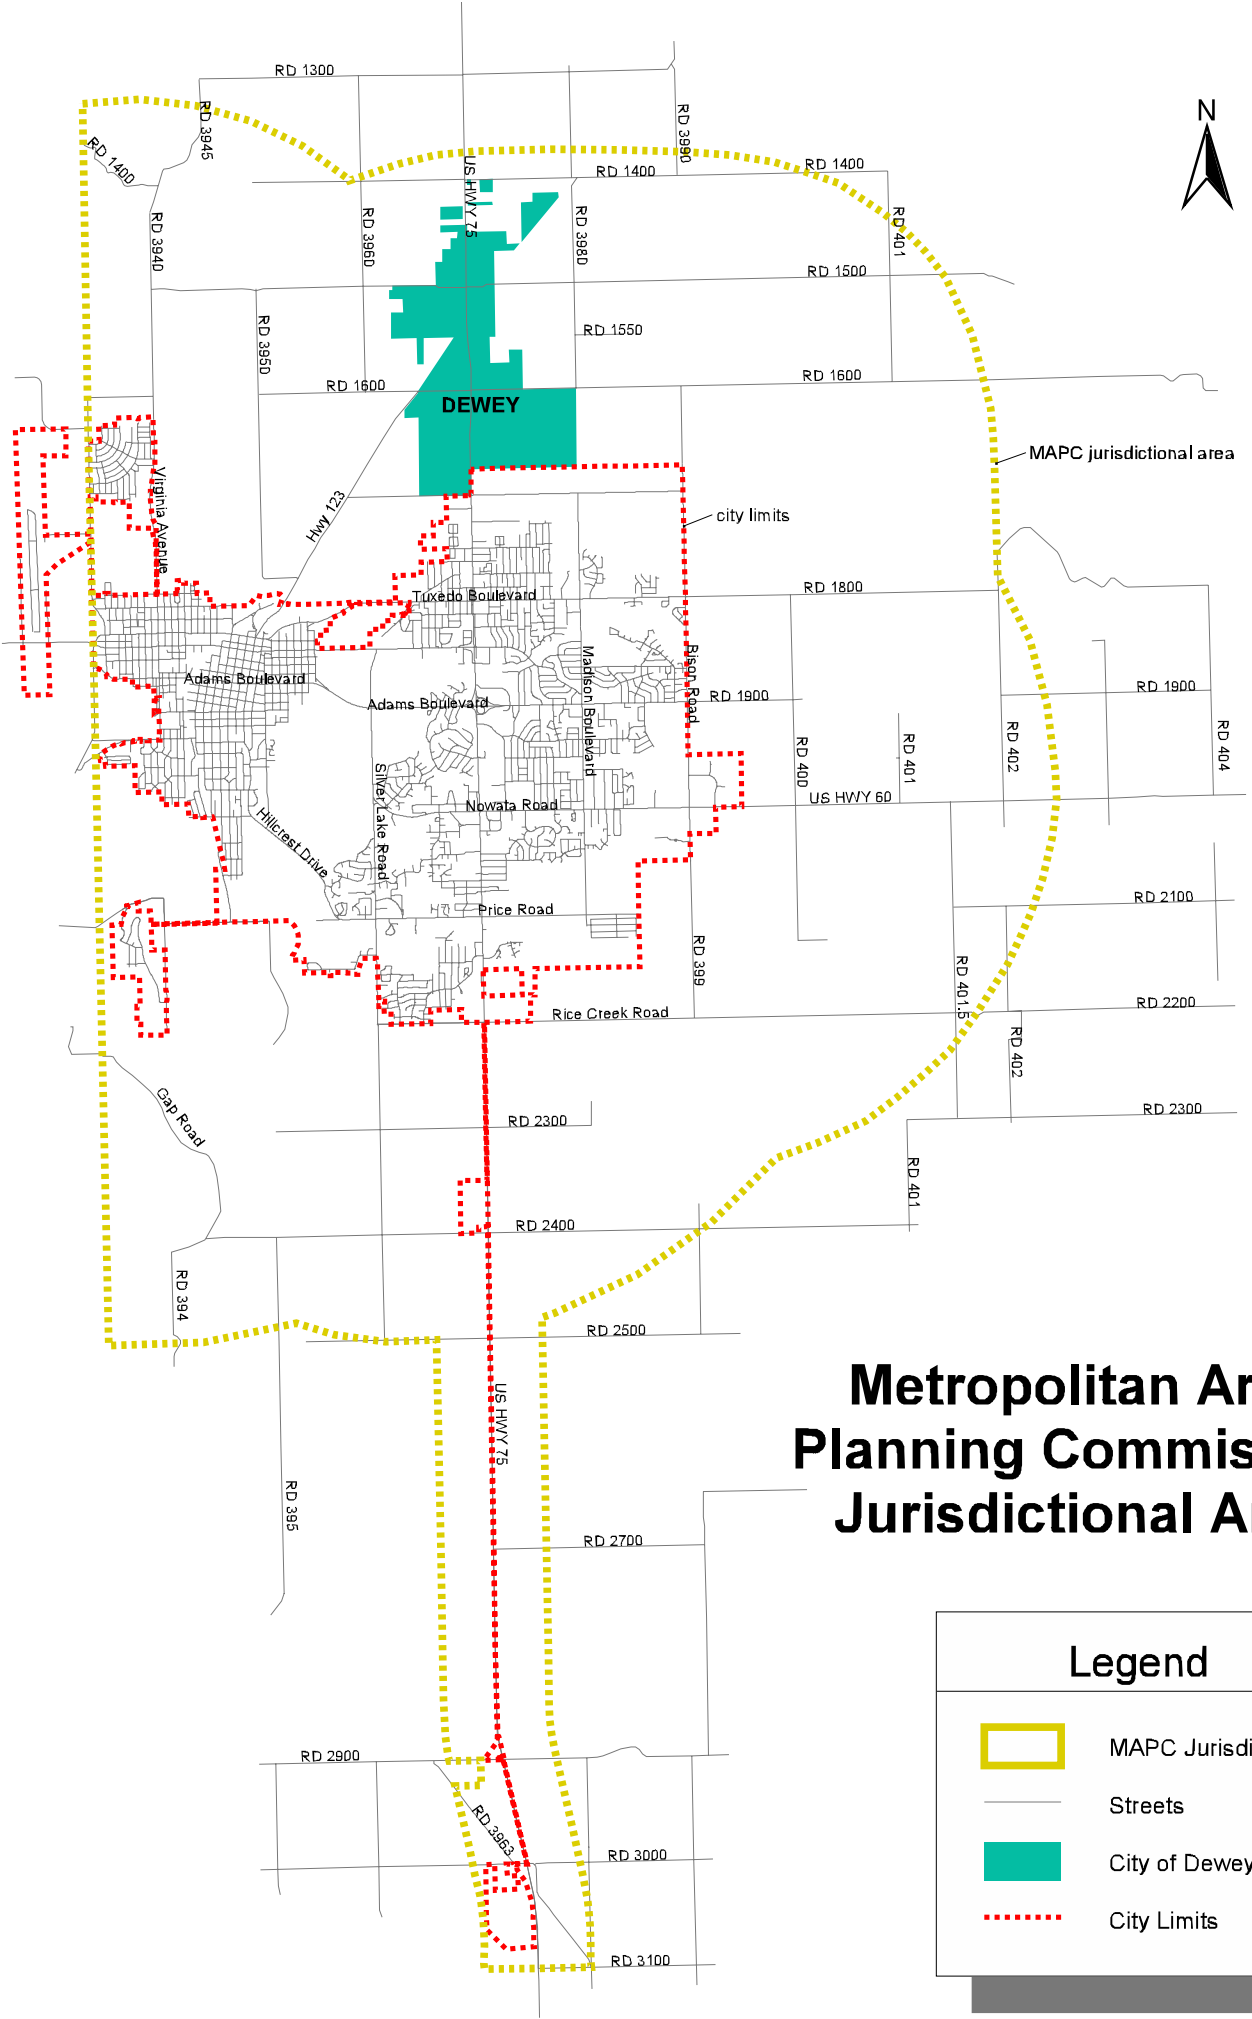 RD 1300
N
RD 3945
RD 3990
RD 1400
US HWY 75
RD 1400
RD 1400
RD 3940
RD 3960
RD 3980
RD 401
RD 1500
RD 3950
RD 1550
RD 1600
RD 1600
DEWEY
MAPC jurisdictional area
Virginia Avenue
Hwy 123
city limits
Tuxedo Boulevard
RD 1800
Adams Boulevard
Adams Boulevard
Madison Boulevard
Bison Road
RD 1900
RD 1900
RD 400
RD 401
RD 402
RD 404
Silver Lake Road
Nowata Road
US HWY 60
Hillcrest Drive
Price Road
RD 2100
RD 399
RD 401.5
Rice Creek Road
RD 2200
RD 402
Gap Road
RD 2300
RD 2300
RD 401
RD 2400
RD 394
RD 2500
US HWY 75
Metropolitan Ar
Planning Commis
Jurisdictional A
RD 395
RD 2700
Legend
MAPC Jurisdi
Streets
City of Dewey
City Limits
RD 2900
RD 3963
RD 3000
RD 3100